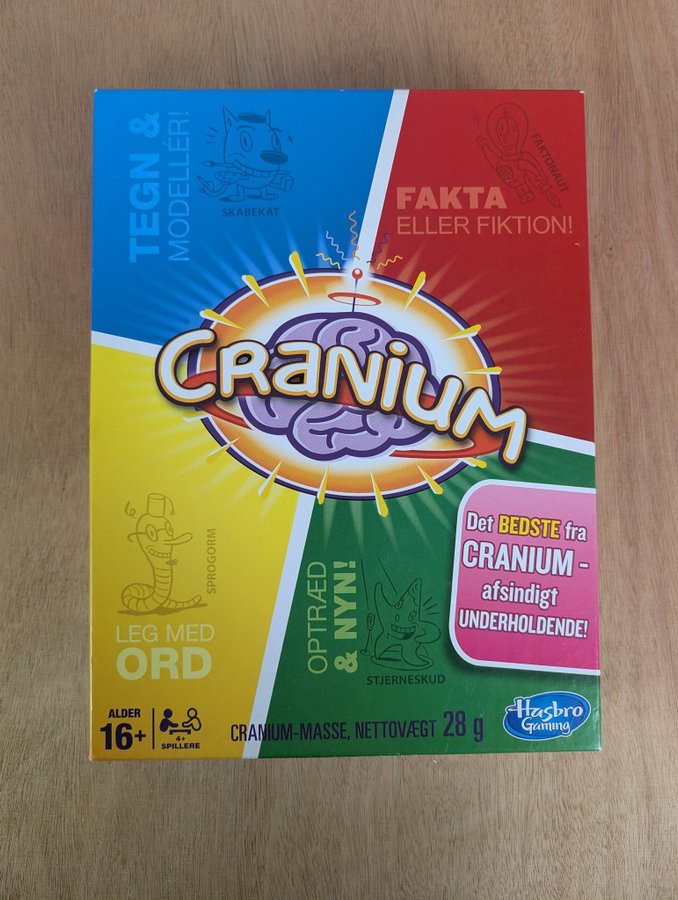 TEGN &
MODELLÉR!
SKABEKAT
FAKTONAUT
FAKTA
ELLER FIKTION!
CRANIUM
Det BEDSTE fra
CRANIUM -
afsindigt
UNDERHOLDENDE!
SPROGORM
LEG MED
ORD
OPTRÆD
& NYN!
STJERNESKUD
ALDER
16+
4+
SPILLERE
CRANIUM-MASSE, NETTOVÆGT 28 g
Hasbro
Gaming